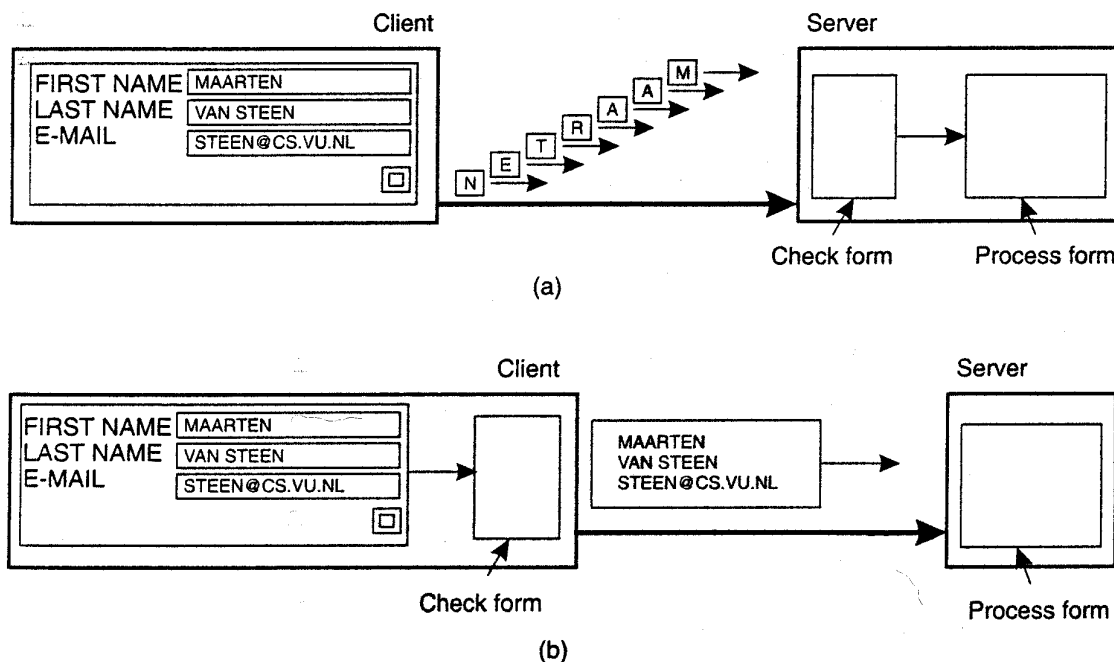 Client
Server
FIRST NAME MAARTEN
LAST NAME VAN STEEN
E-MAIL STEEN@CS.VU.NL
M
A
A
R
T
E
N
Check form
Process form
(a)
Client
Server
FIRST NAME MAARTEN
LAST NAME VAN STEEN
E-MAIL STEEN@CS.VU.NL
MAARTEN
VAN STEEN
STEEN@CS.VU.NL
Check form
Process form
(b)